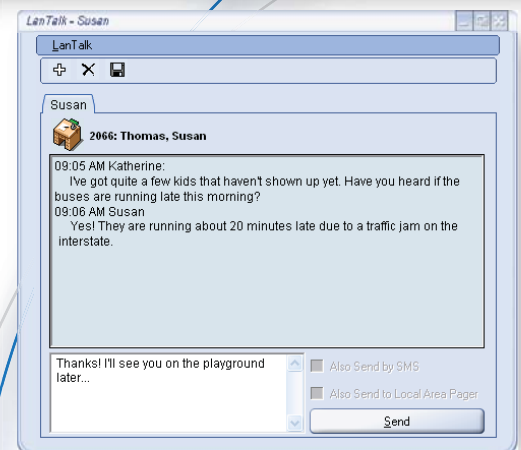 LanTalk - Susan
LanTalk
Susan
2066: Thomas, Susan
09:05 AM Katherine:
I've got quite a few kids that haven't shown up yet. Have you heard if the
buses are running late this morning?
09:06 AM Susan
Yes! They are running about 20 minutes late due to a traffic jam on the
interstate.
Thanks! I'll see you on the playground
later...
Also Send by SMS
Also Send to Local Area Pager
Send